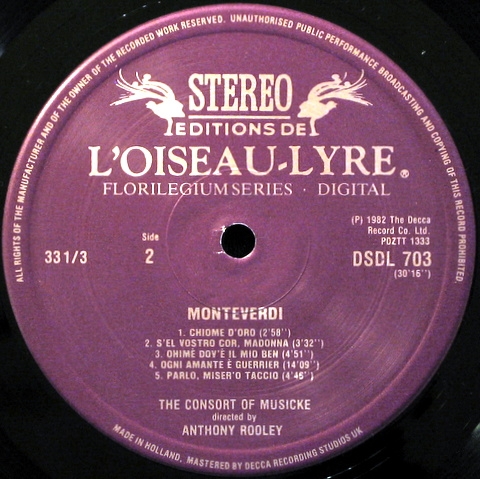 ALL RIGHTS OF THE MANUFACTURER AND OF THE OWNER OF THE RECORDED WORK RESERVED. UNAUTHORISED PUBLIC PERFORMANCE BROADCASTING AND COPYING OF THIS RECORD PROHIBITED.
STEREO
EDITIONS DE
L'OISEAU-LYRE®
FLORILEGIUM SERIES · DIGITAL
(P) 1982 The Decca
Record Co. Ltd.
POZTT 1333
Side
33 1/3 2 DSDL 703
(30'16'')
MONTEVERDI
1. CHIOME D'ORO (2'58'')
2. S'EL VOSTRO COR, MADONNA (3'32'')
3. OHIMÈ DOV'È IL MIO BEN (4'51'')
4. OGNI AMANTE È GUERRIER (14'09'')
5. PARLO, MISER'O TACCIO (4'46'')
THE CONSORT OF MUSICKE
directed by
ANTHONY ROOLEY
MADE IN HOLLAND. MASTERED BY DECCA RECORDING STUDIOS UK